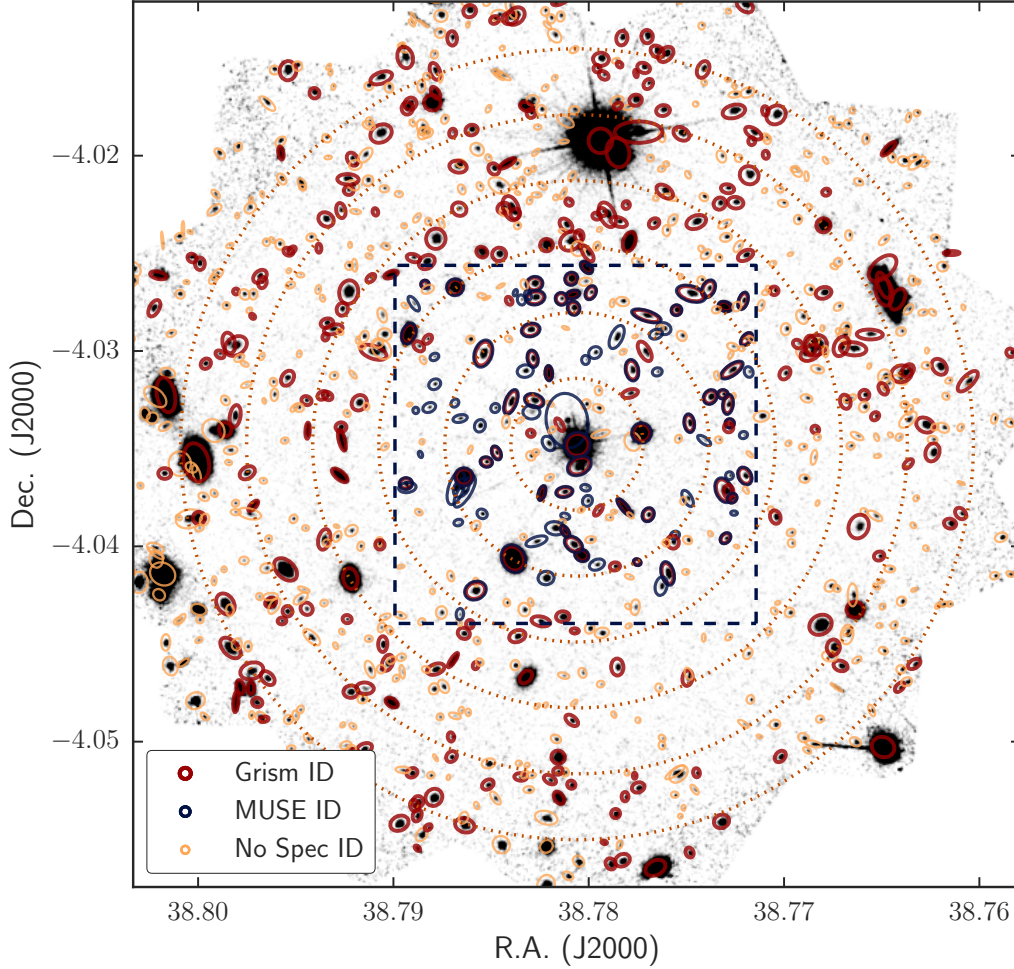 −4.02
−4.03
−4.04
−4.05
Dec. (J2000)
Grism ID
MUSE ID
No Spec ID
38.80
38.79
38.78
38.77
38.76
R.A. (J2000)